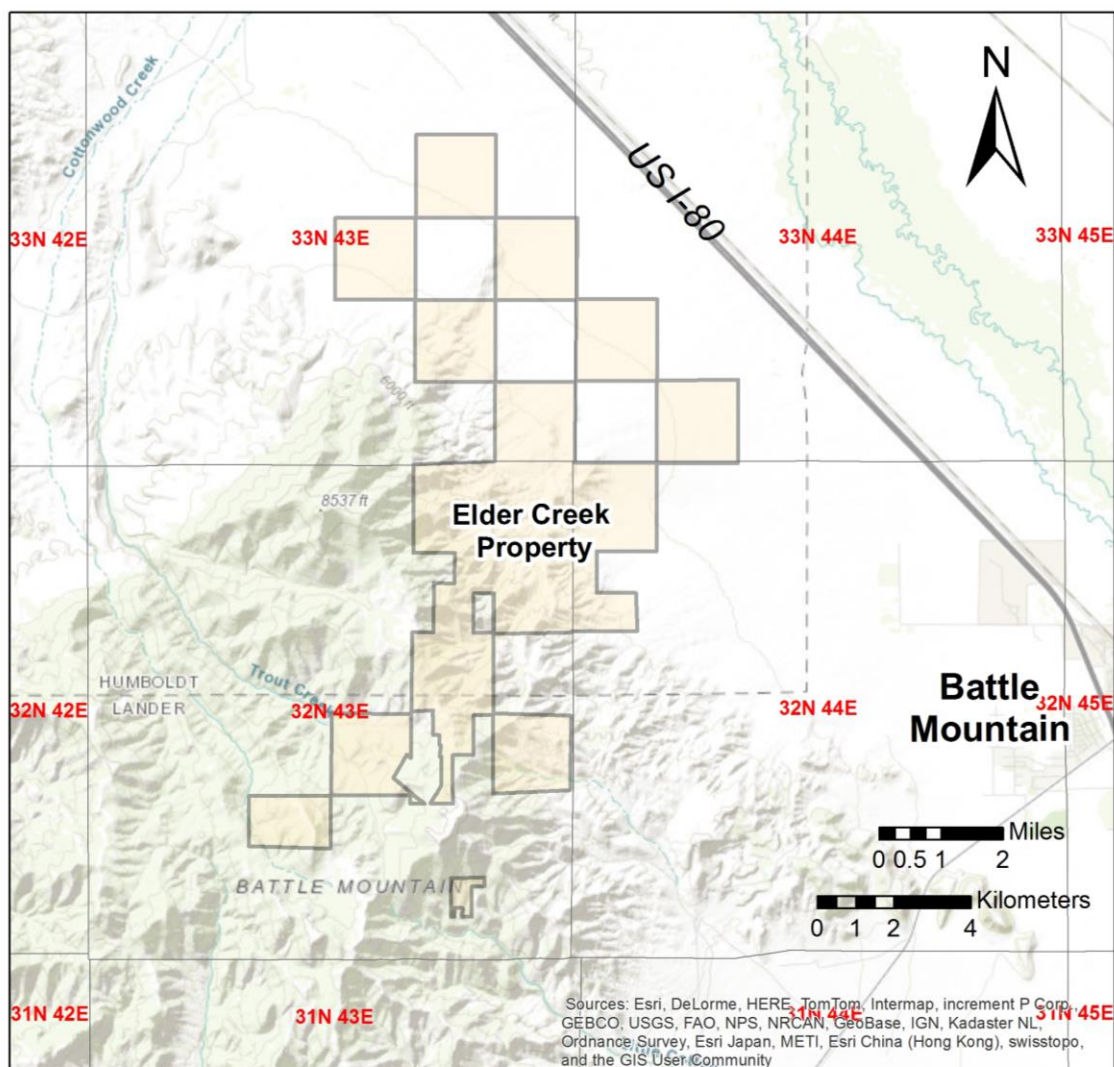 Cottonwood Creek
ft
N
US I-80
33N 42E
33N 43E
33N 44E
33N 45E
6000 ft
8537 ft
Elder Creek
Property
HUMBOLDT
LANDER
Trout Creek
32N 42E
32N 43E
32N 44E
32N 45E
Battle
Mountain
Miles
0 0.5 1 2
BATTLE MOUNTAIN
Kilometers
0 1 2 4
31N 42E
31N 43E
31N 44E
31N 45E
Sources: Esri, DeLorme, HERE, TomTom, Intermap, increment P Corp.,
GEBCO, USGS, FAO, NPS, NRCAN, GeoBase, IGN, Kadaster NL,
Ordnance Survey, Esri Japan, METI, Esri China (Hong Kong), swisstopo,
and the GIS User Community